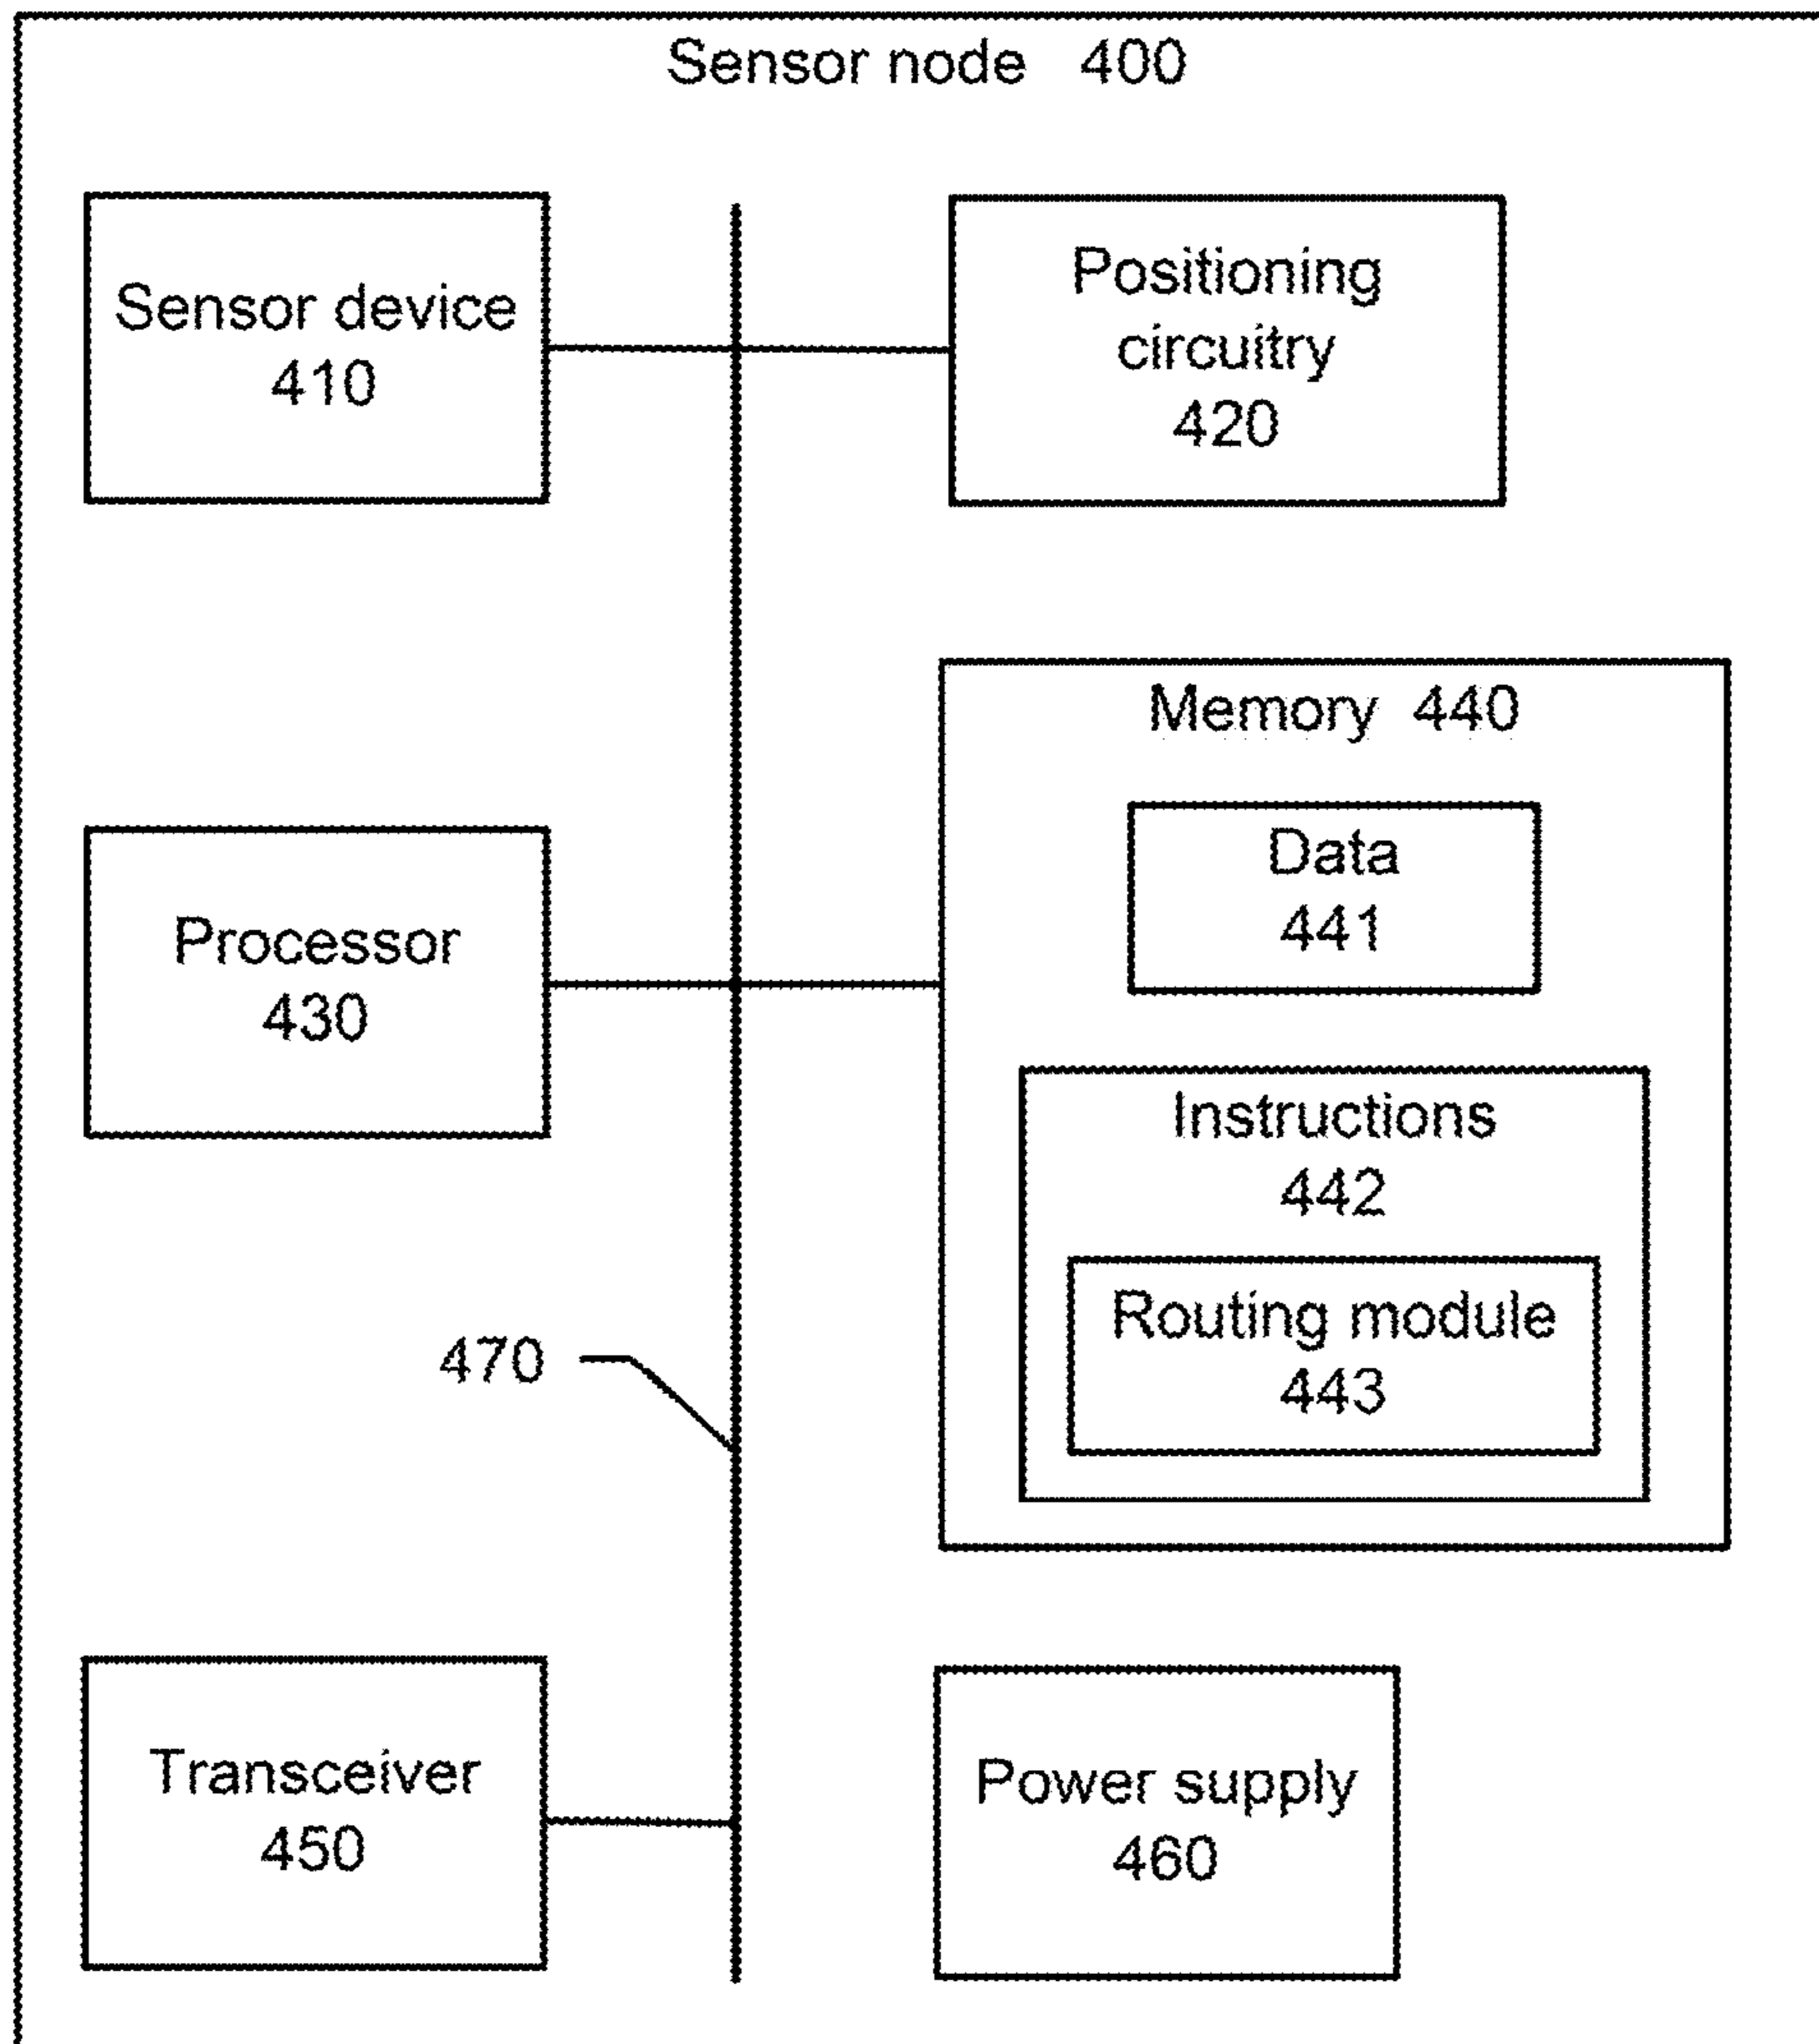 Sensor node 400
Sensor device
410
Positioning
circuitry
420
Memory 440
Data
441
Processor
430
Instructions
442
Routing module
443
470
Transceiver
450
Power supply
460